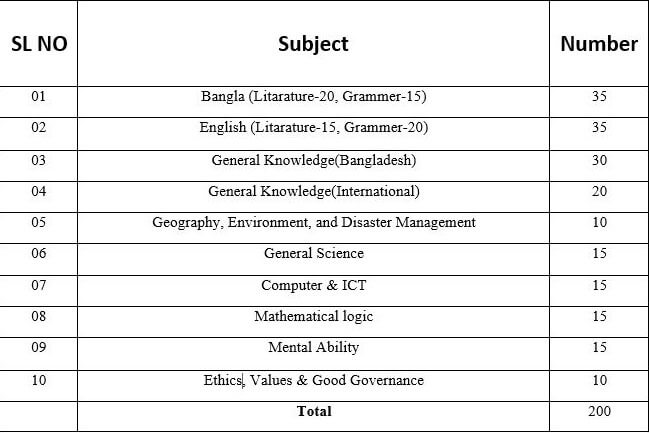 SL NO Subject Number
01 Bangla (Litarature-20, Grammer-15) 35
02 English (Litarature-15, Grammer-20) 35
03 General Knowledge(Bangladesh) 30
04 General Knowledge(International) 20
05 Geography, Environment, and Disaster Management 10
06 General Science 15
07 Computer & ICT 15
08 Mathematical logic 15
09 Mental Ability 15
10 Ethics, Values & Good Governance 10
Total 200